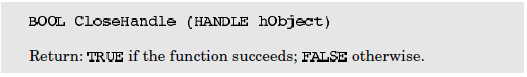 BOOL CloseHandle (HANDLE hObject)
Return: TRUE if the function succeeds; FALSE otherwise.